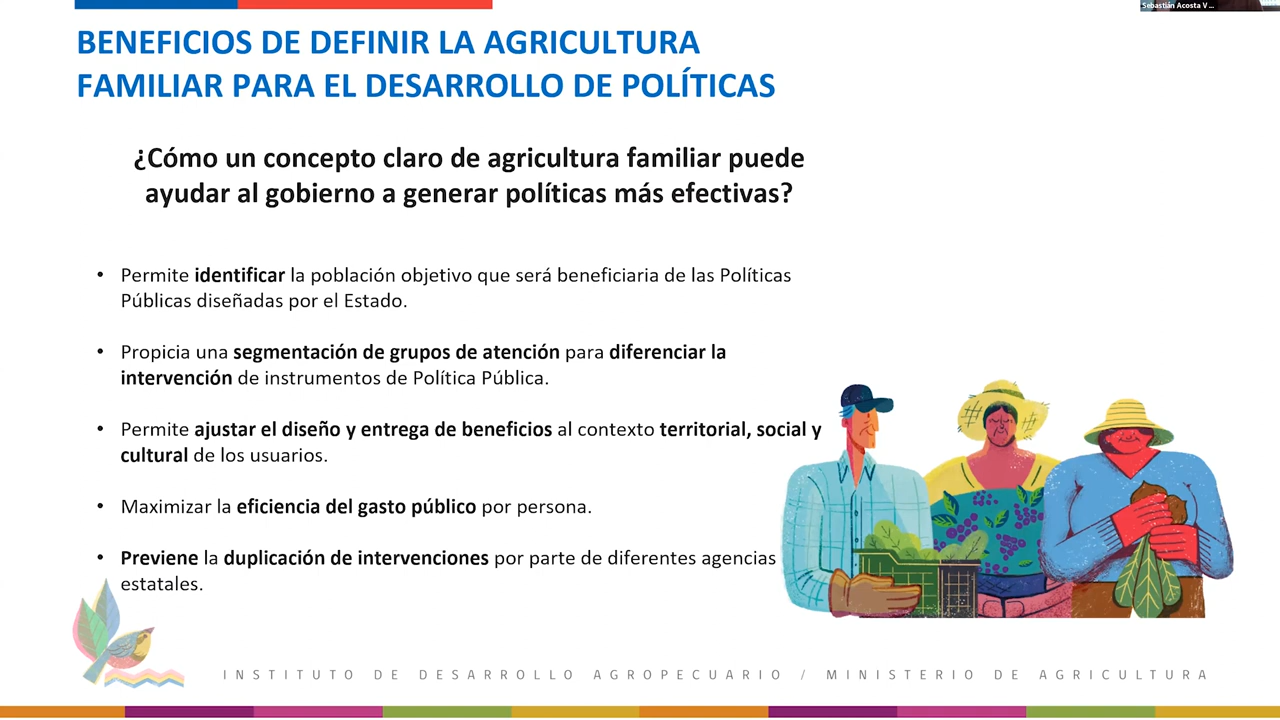 Sebastián Acosta V...
BENEFICIOS DE DEFINIR LA AGRICULTURA
FAMILIAR PARA EL DESARROLLO DE POLÍTICAS
¿Cómo un concepto claro de agricultura familiar puede
ayudar al gobierno a generar políticas más efectivas?
• Permite identificar la población objetivo que será beneficiaria de las Políticas
Públicas diseñadas por el Estado.
• Propicia una segmentación de grupos de atención para diferenciar la
intervención de instrumentos de Política Pública.
• Permite ajustar el diseño y entrega de beneficios al contexto territorial, social y
cultural de los usuarios.
• Maximizar la eficiencia del gasto público por persona.
• Previene la duplicación de intervenciones por parte de diferentes agencias
estatales.
INSTITUTO DE DESARROLLO AGROPECUARIO / MINISTERIO DE AGRICULTURA